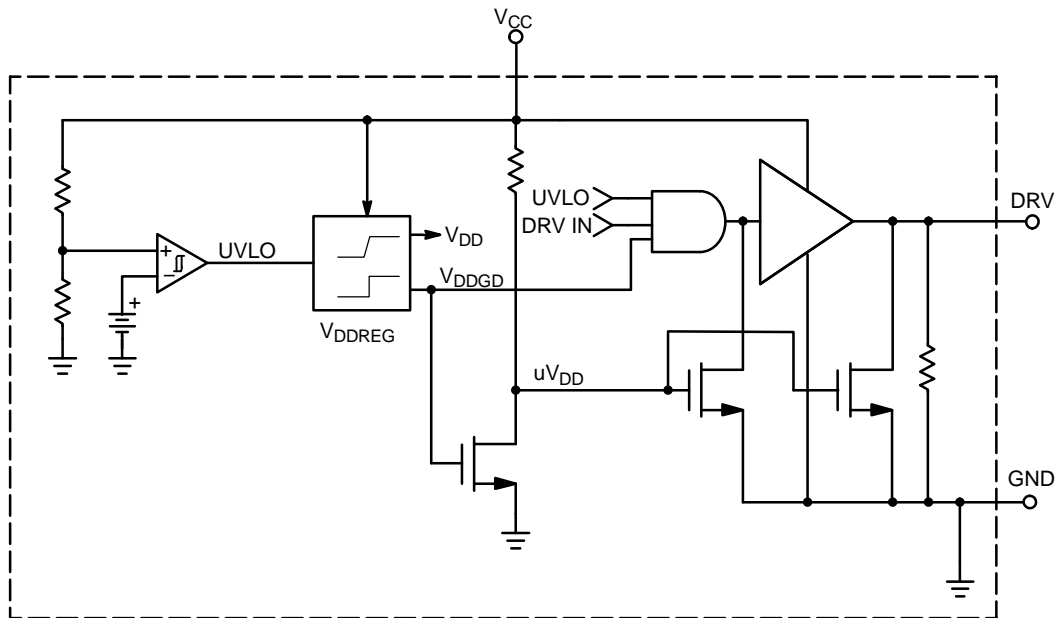 VCC
UVLO
DRV IN
DRV
UVLO
VDD
VDDGD
VDDREG
uVDD
GND
+
−
+